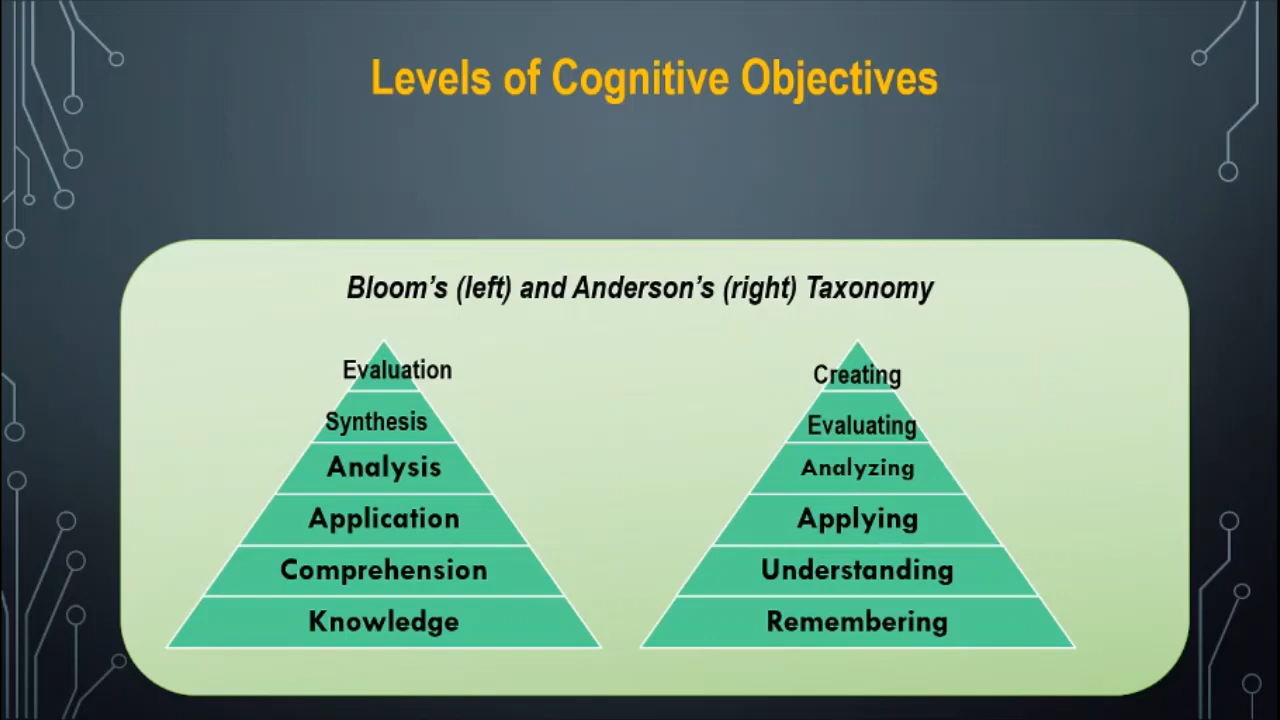 Levels of Cognitive Objectives
Bloom's (left) and Anderson's (right) Taxonomy
Evaluation
Synthesis
Analysis
Application
Comprehension
Knowledge
Creating
Evaluating
Analyzing
Applying
Understanding
Remembering